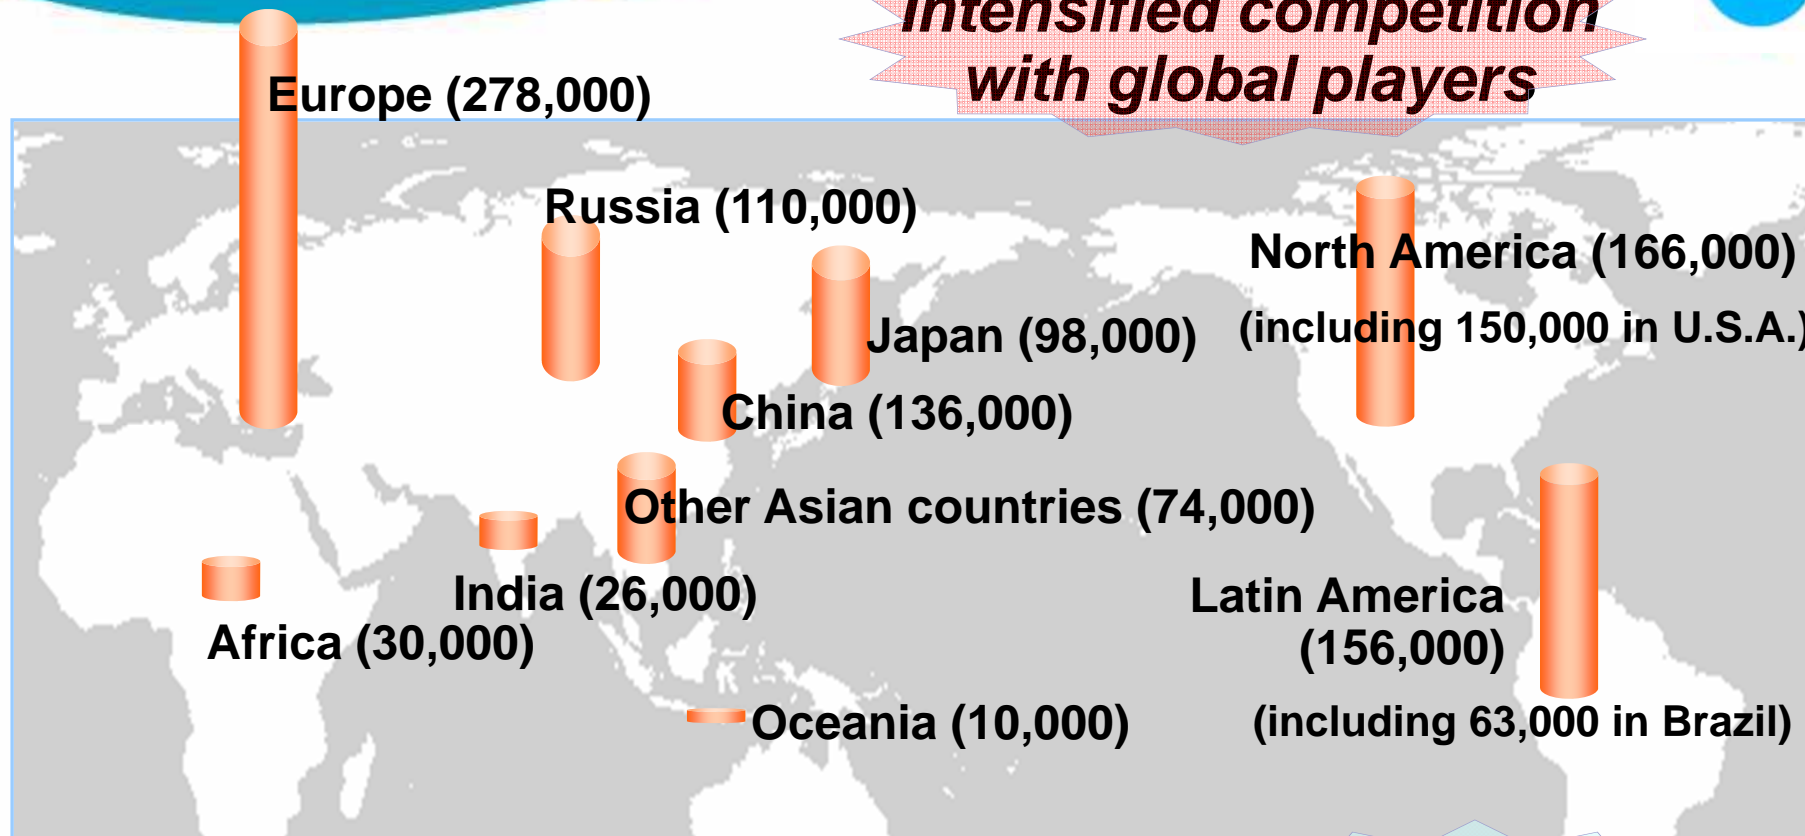 Intensified competition
with global players
Europe (278,000)
Russia (110,000)
North America (166,000)
(including 150,000 in U.S.A.)
Japan (98,000)
China (136,000)
Other Asian countries (74,000)
India (26,000)
Africa (30,000)
Latin America
(156,000)
(including 63,000 in Brazil)
Oceania (10,000)